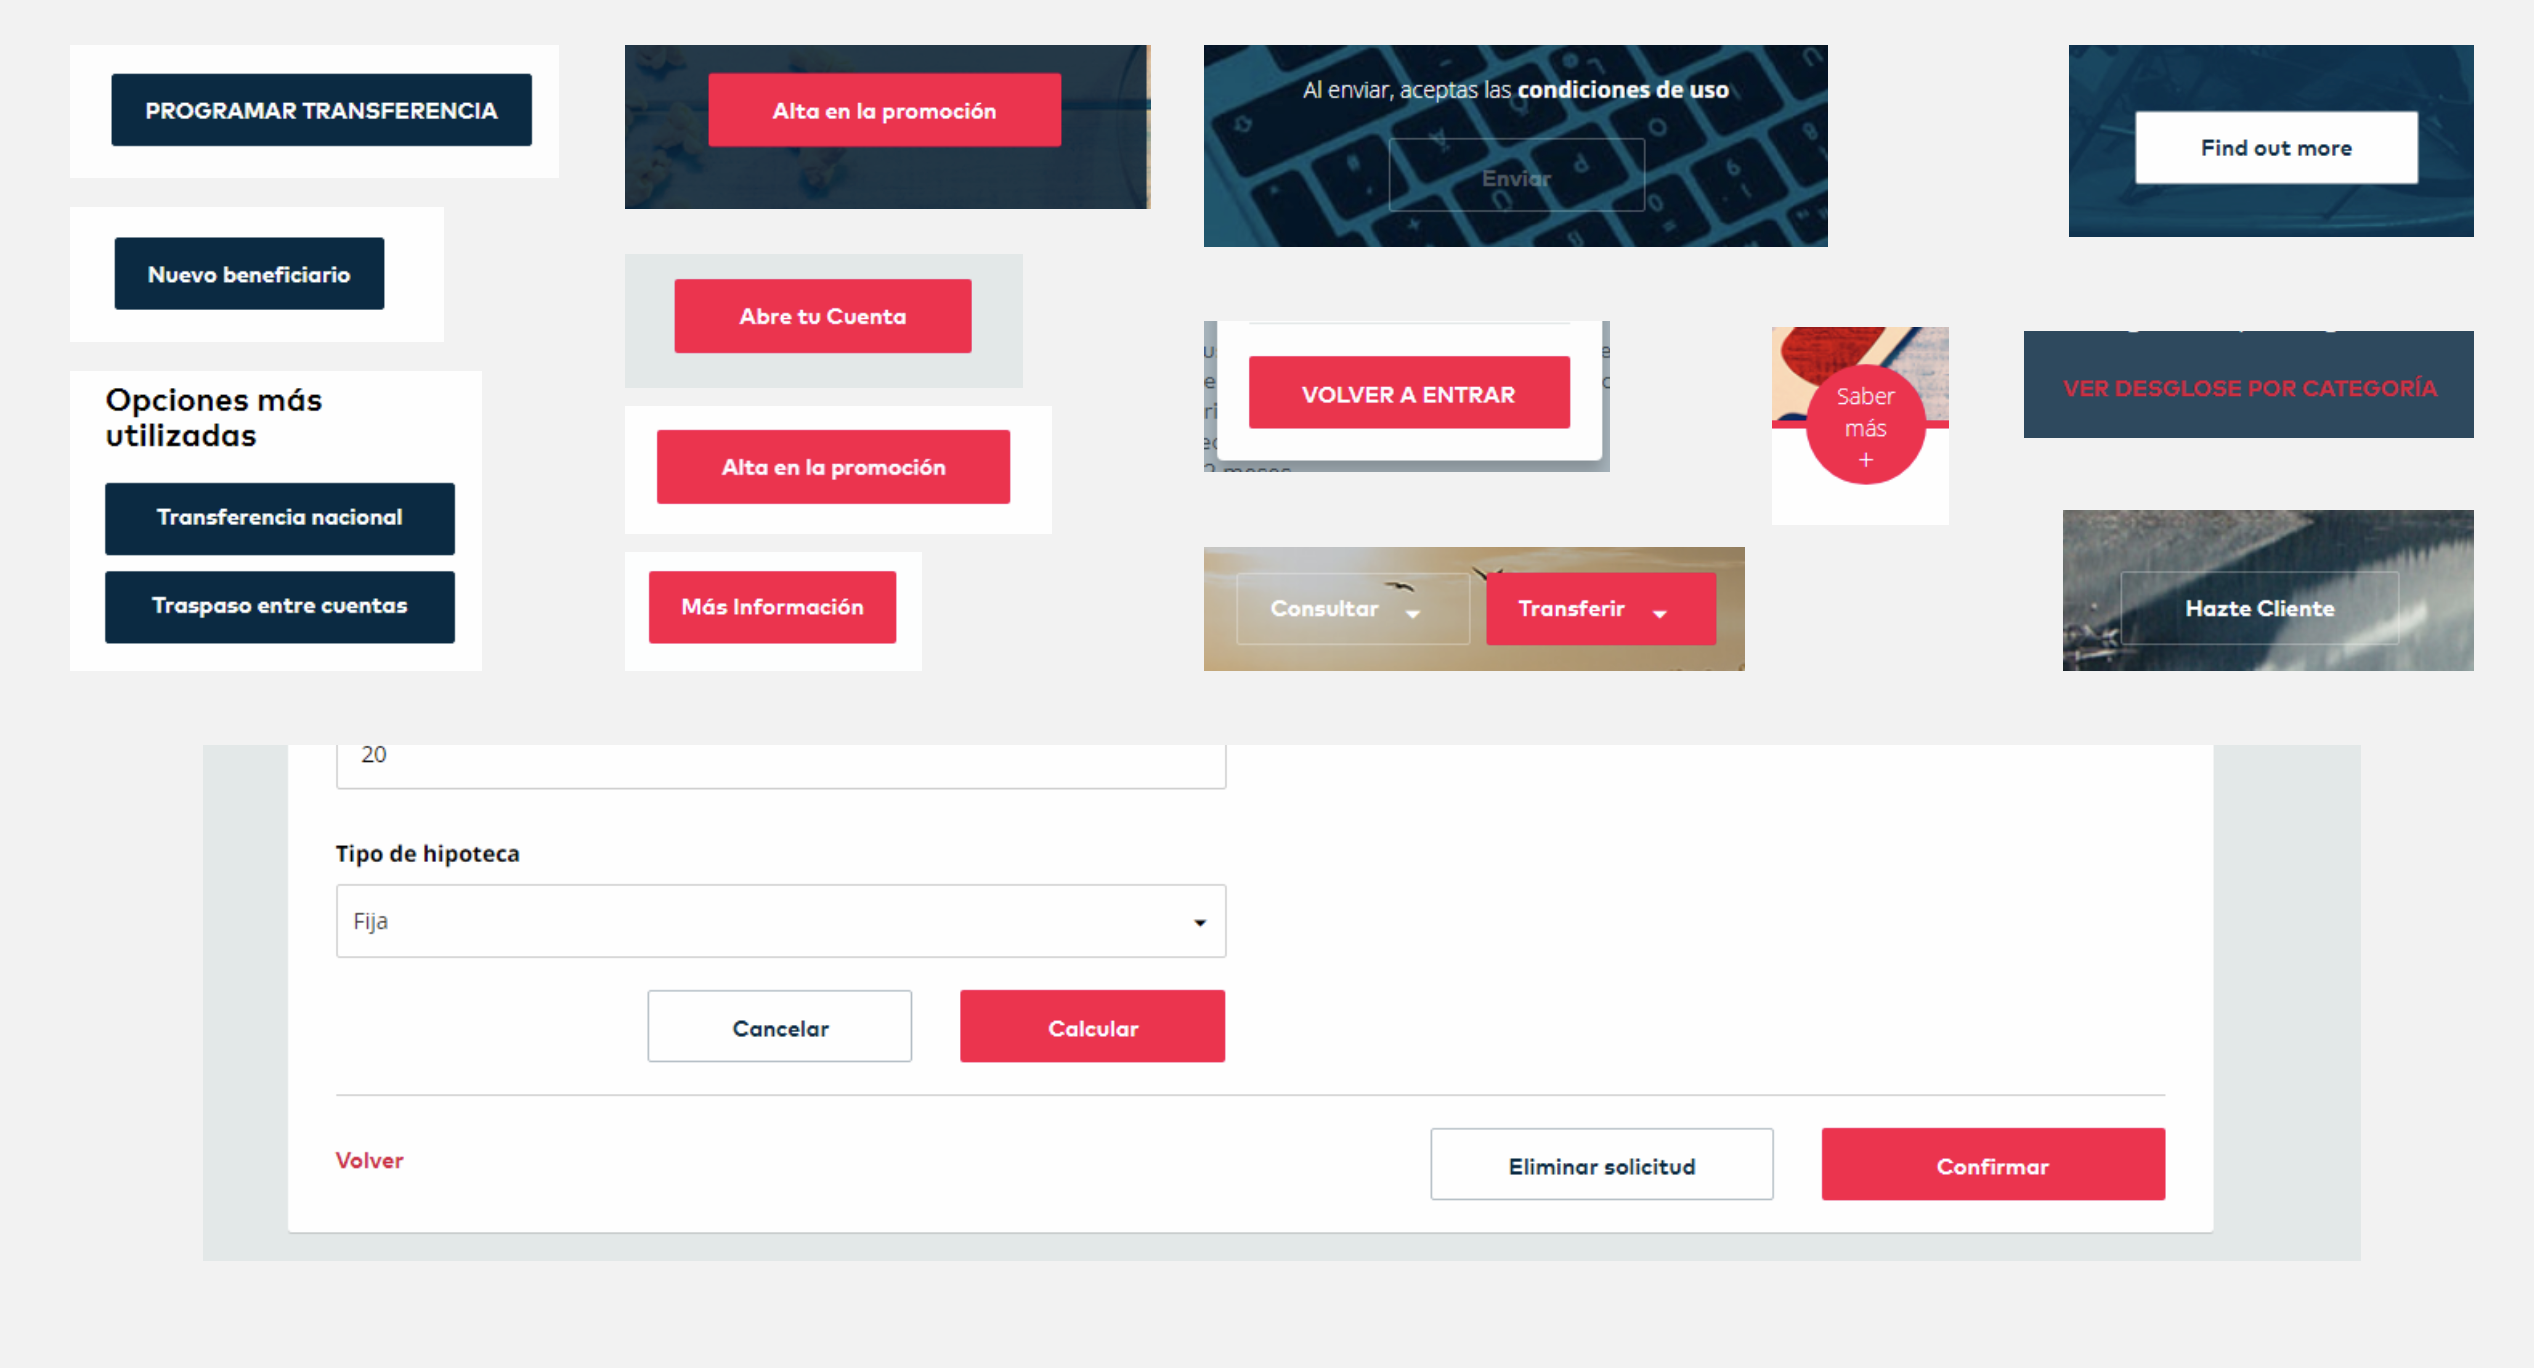 PROGRAMAR TRANSFERENCIA
Nuevo beneficiario
Opciones más
utilizadas
Transferencia nacional
Traspaso entre cuentas
Alta en la promoción
Abre tu Cuenta
Alta en la promoción
Más Información
Al enviar, aceptas las condiciones de uso
Enviar
VOLVER A ENTRAR
Consultar
Transferir
Saber
más
+
Find out more
VER DESGLOSE POR CATEGORÍA
Hazte Cliente
20
Tipo de hipoteca
Fija
Cancelar
Calcular
Volver
Eliminar solicitud
Confirmar